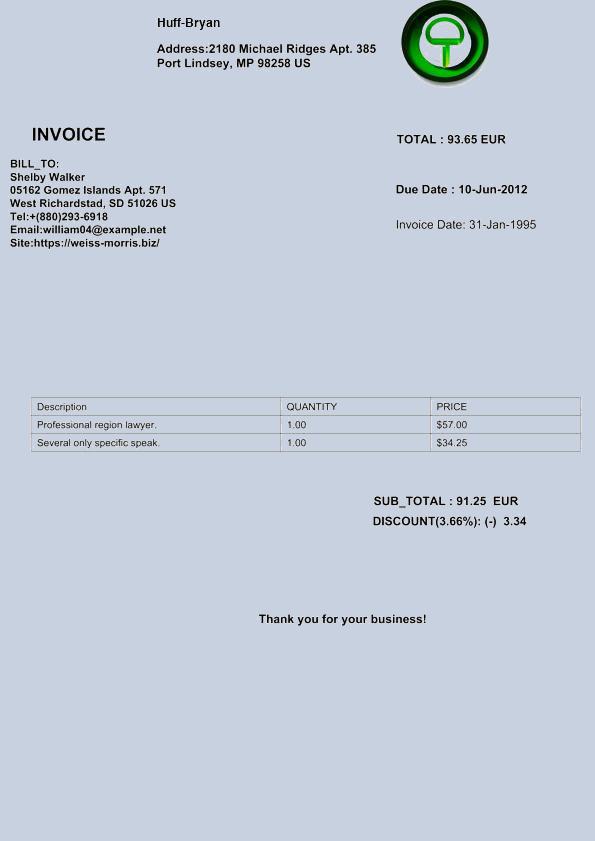 Huff-Bryan
Address:2180 Michael Ridges Apt. 385
Port Lindsey, MP 98258 US
INVOICE
TOTAL : 93.65 EUR
BILL_TO:
Shelby Walker
05162 Gomez Islands Apt. 571
West Richardstad, SD 51026 US
Tel:+(880)293-6918
Email:william04@example.net
Site:https://weiss-morris.biz/
Due Date : 10-Jun-2012
Invoice Date: 31-Jan-1995
Description QUANTITY PRICE
Professional region lawyer. 1.00 $57.00
Several only specific speak. 1.00 $34.25
SUB_TOTAL : 91.25 EUR
DISCOUNT(3.66%): (-) 3.34
Thank you for your business!